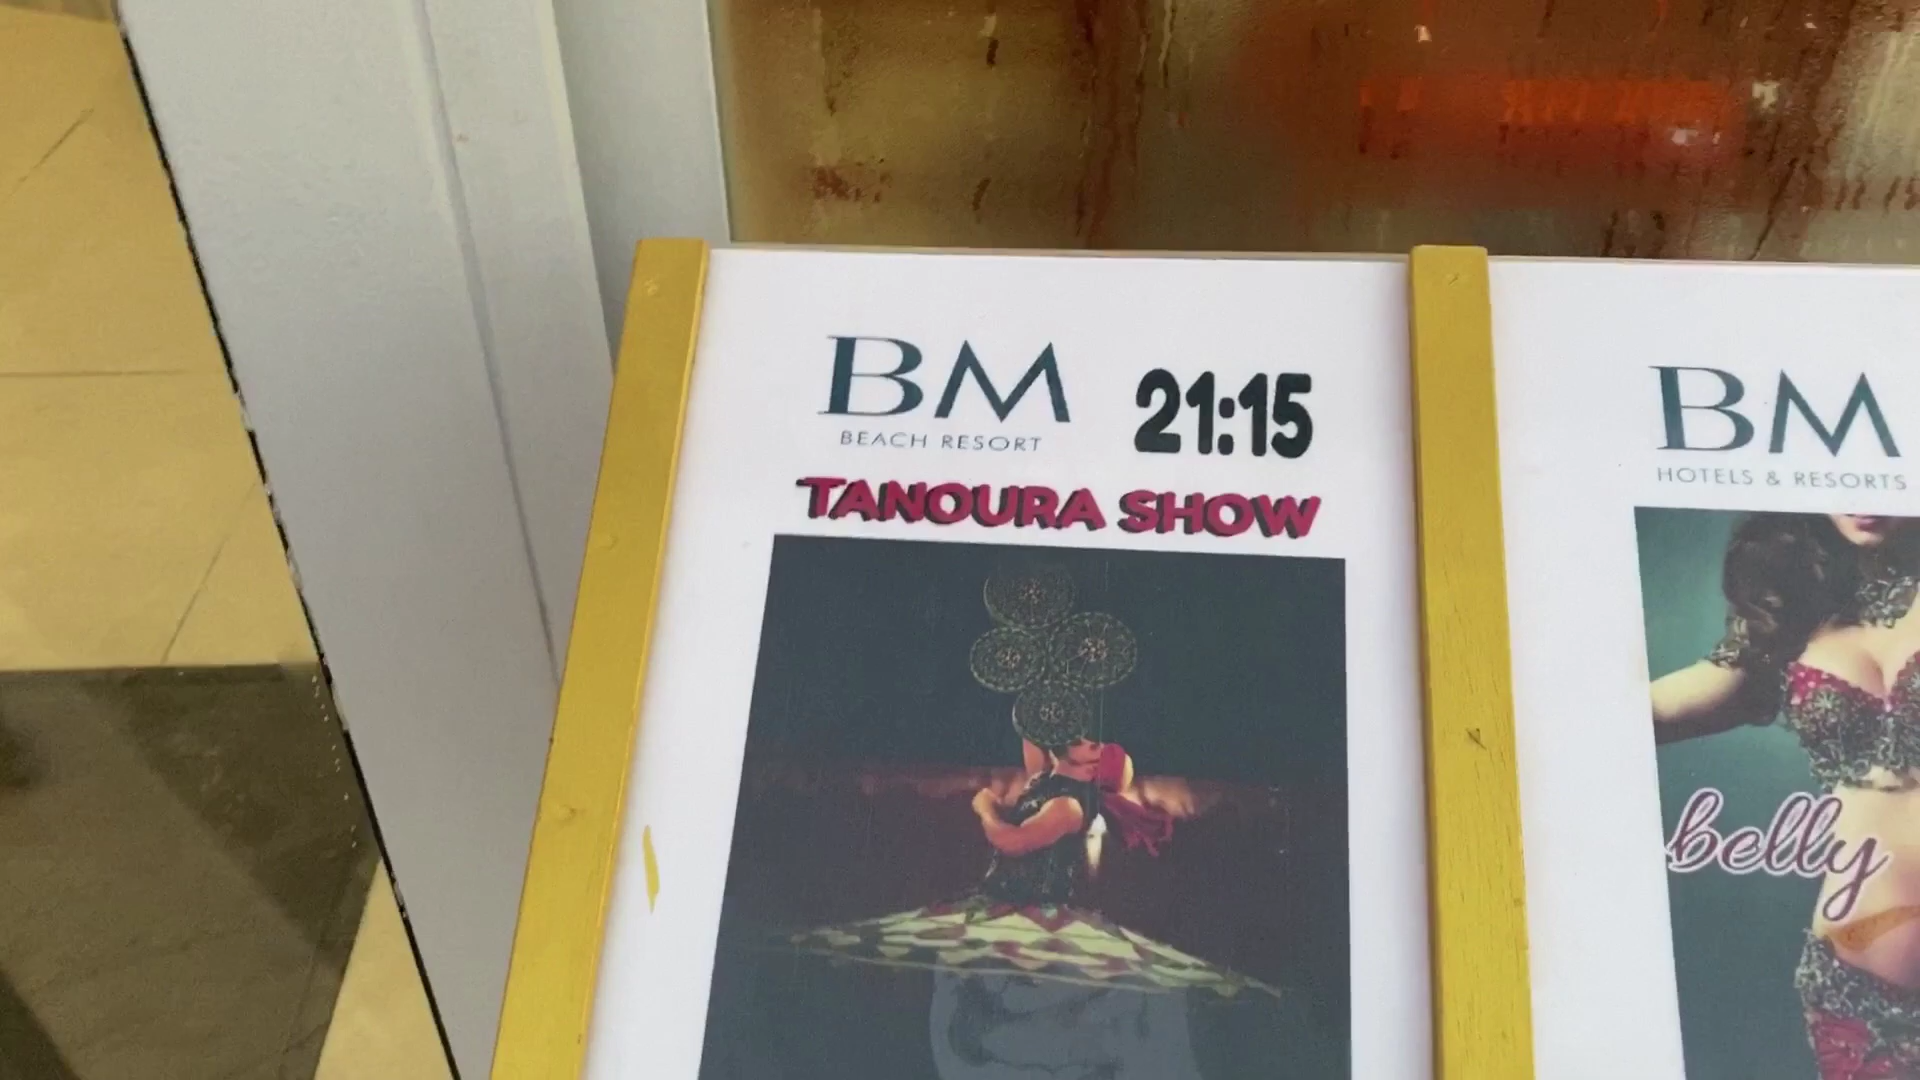 BM
BEACH RESORT
21:15
TANOURA SHOW
BM
HOTELS & RESORTS
belly